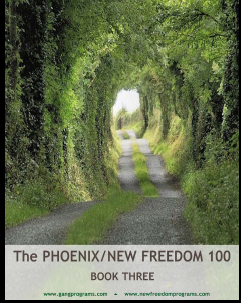 The PHOENIX/NEW FREEDOM 100
BOOK THREE
www.gangprograms.com - www.newfreedomprograms.com